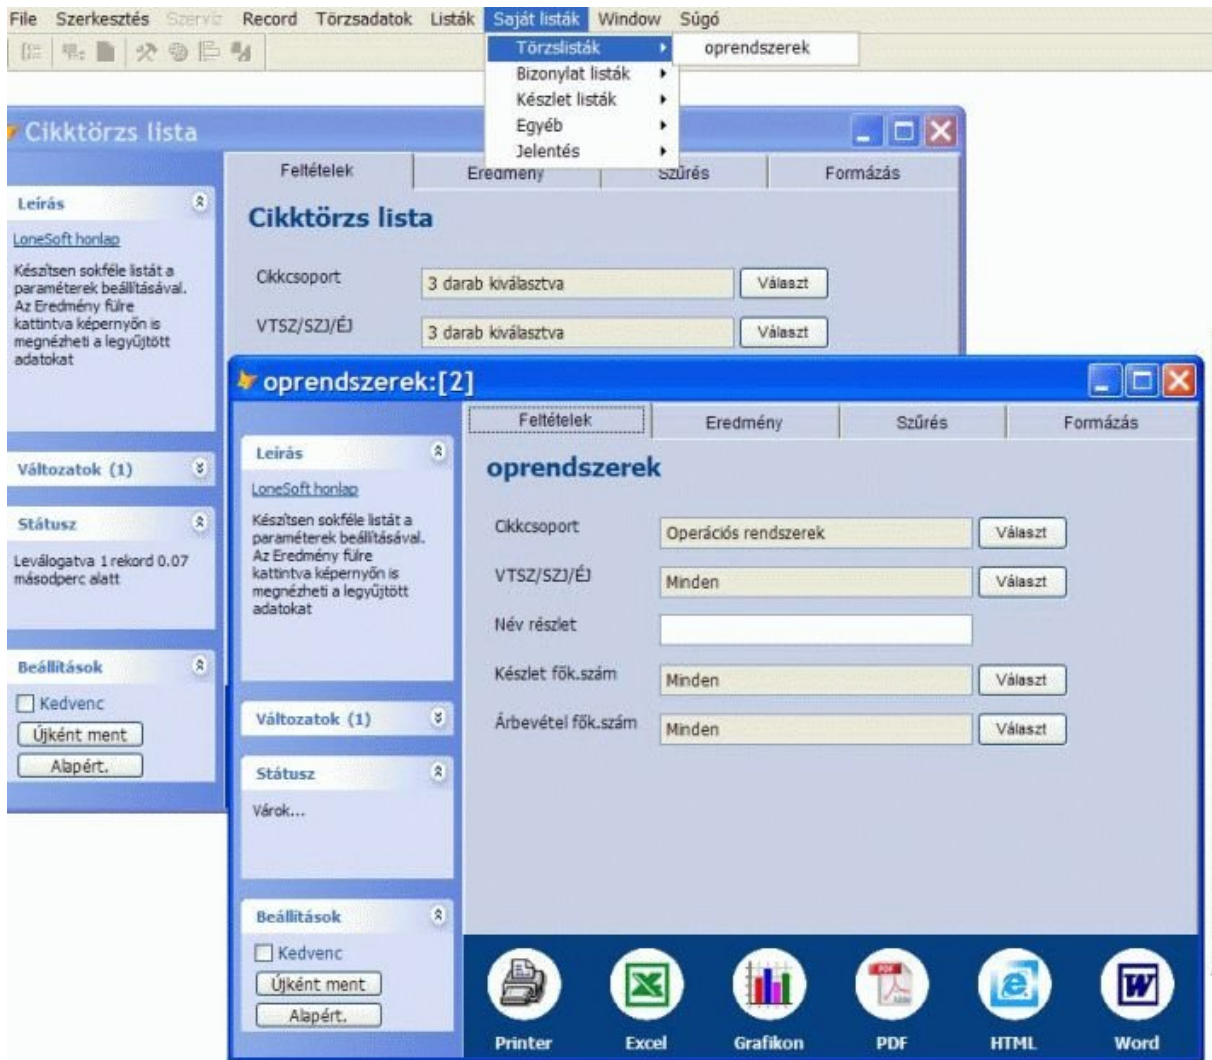 File Szerkesztés Szerviz Record Törzsadatok Listák Saját listák Window Súgó
Törzslisták
oprendszerek
Bizonylat listák
Készlet listák
Egyéb
Jelentés
Cikktörzs lista
Feltételek Eredmény Szűrés Formázás
Leírás
LoneSoft honlap
Készítsen sokféle listát a
paraméterek beállításával.
Az Eredmény fülre
kattintva képernyőn is
megnézheti a legyűjtött
adatokat
Változatok (1)
Státusz
Leválogatva 1 rekord 0.07
másodperc alatt
Beállítások
Kedvenc
Újként ment
Alapért.
Cikktörzs lista
Cikkcsoport 3 darab kiválasztva Választ
VTSZ/SZJ/ÉJ 3 darab kiválasztva Választ
oprendszerek:[2]
Feltételek Eredmény Szűrés Formázás
Leírás
LoneSoft honlap
Készítsen sokféle listát a
paraméterek beállításával.
Az Eredmény fülre
kattintva képernyőn is
megnézheti a legyűjtött
adatokat
Változatok (1)
Státusz
Várok...
Beállítások
Kedvenc
Újként ment
Alapért.
oprendszerek
Cikkcsoport Operációs rendszerek Választ
VTSZ/SZJ/ÉJ Minden Választ
Név részlet
Készlet fők.szám Minden Választ
Árbevétel fők.szám Minden Választ
Printer Excel Grafikon PDF HTML Word